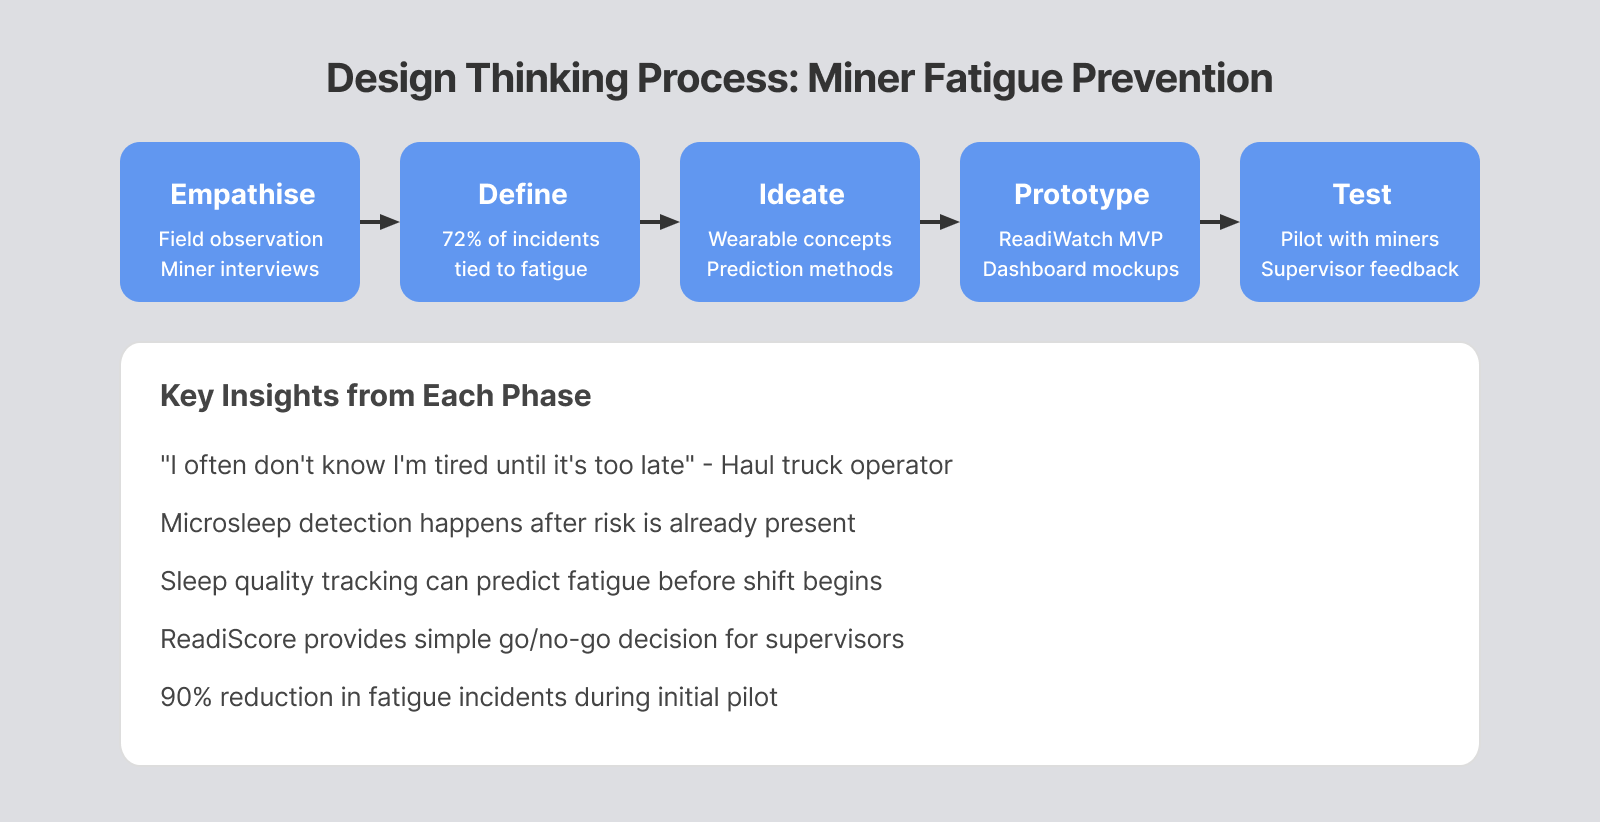 Design Thinking Process: Miner Fatigue Prevention
Empathise
Field observation
Miner interviews
Define
72% of incidents
tied to fatigue
Ideate
Wearable concepts
Prediction methods
Prototype
ReadiWatch MVP
Dashboard mockups
Test
Pilot with miners
Supervisor feedback
Key Insights from Each Phase
"I often don't know I'm tired until it's too late" - Haul truck operator
Microsleep detection happens after risk is already present
Sleep quality tracking can predict fatigue before shift begins
ReadiScore provides simple go/no-go decision for supervisors
90% reduction in fatigue incidents during initial pilot